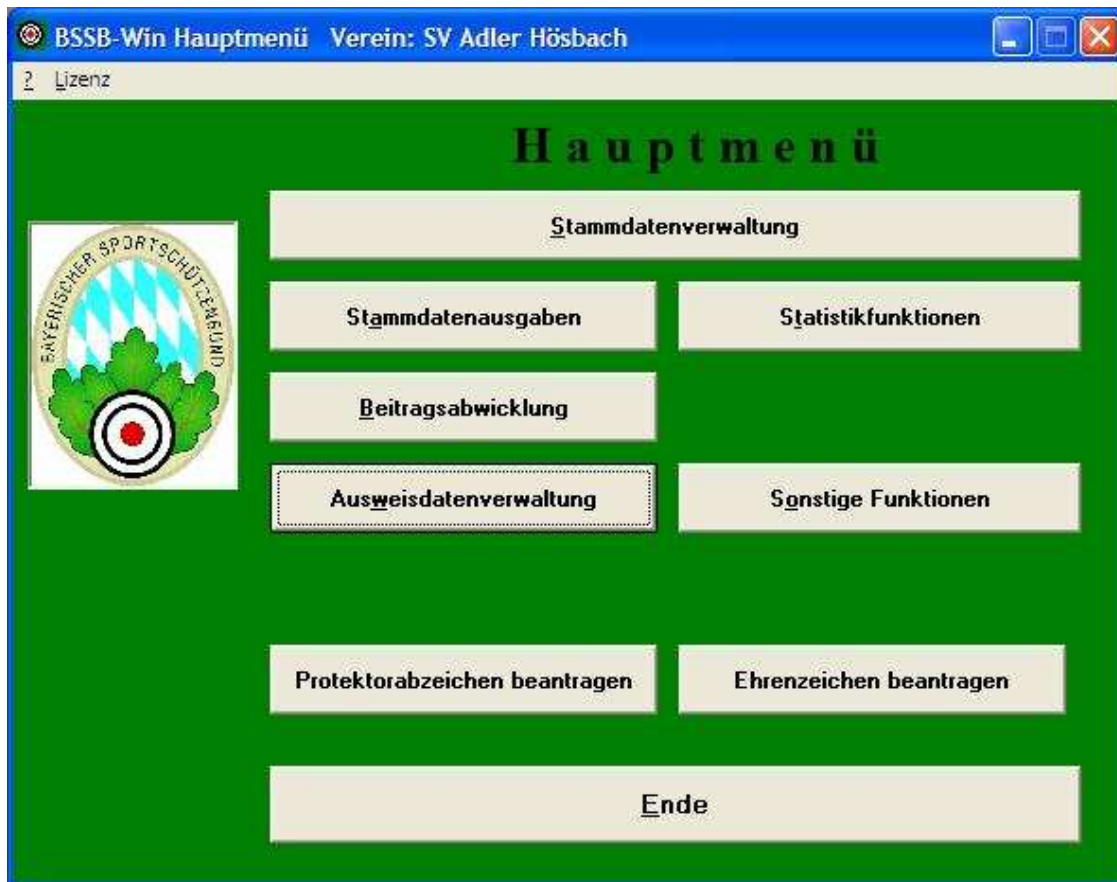 BSSB-Win Hauptmenü Verein: SV Adler Hösbach
? Lizenz
Hauptmenü
BAYERISCHER SPORTSCHÜTZENBUND
Stammdatenverwaltung
Stammdatenausgaben
Statistikfunktionen
Beitragsabwicklung
Ausweisdatenverwaltung
Sonstige Funktionen
Protektorabzeichen beantragen
Ehrenzeichen beantragen
Ende